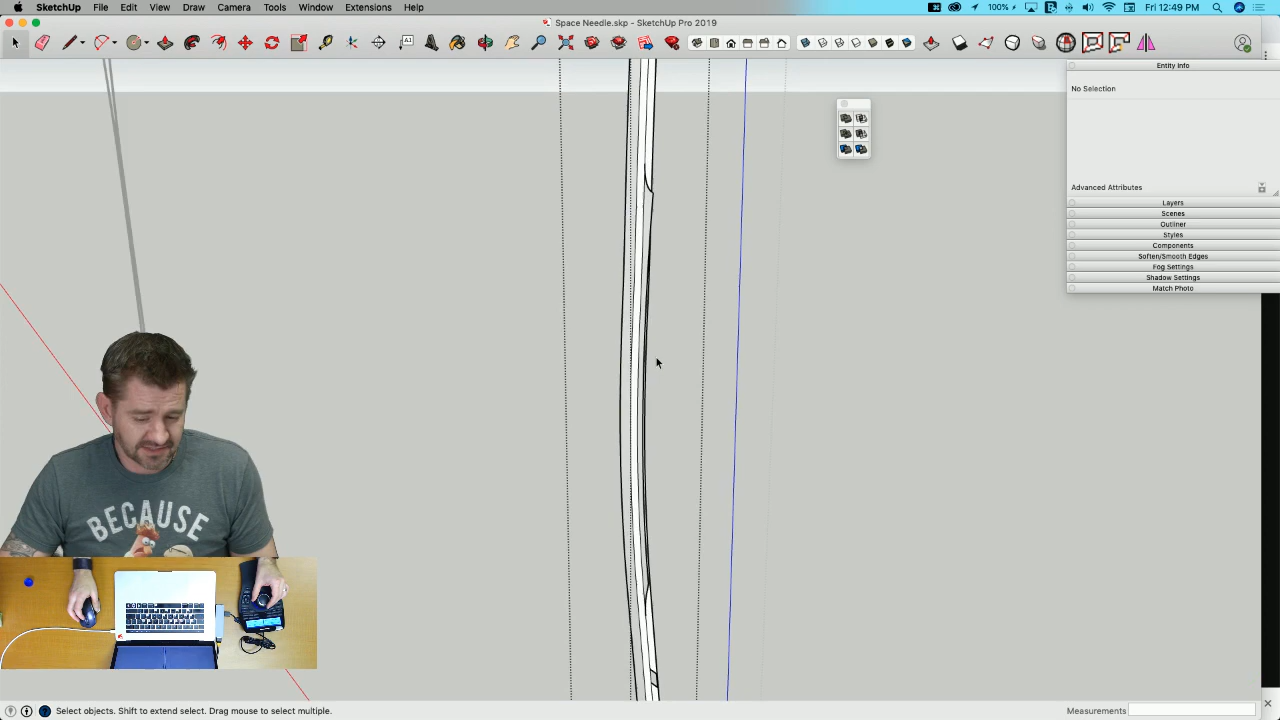 SketchUp File Edit View Draw Camera Tools Window Extensions Help 100% Fri 12:49 PM
Space Needle.skp - SketchUp Pro 2019
Entity Info
No Selection
Advanced Attributes
Layers
Scenes
Outliner
Styles
Components
Soften/Smooth Edges
Fog Settings
Shadow Settings
Match Photo
BECAUSE
Select objects. Shift to extend select. Drag mouse to select multiple.
Measurements